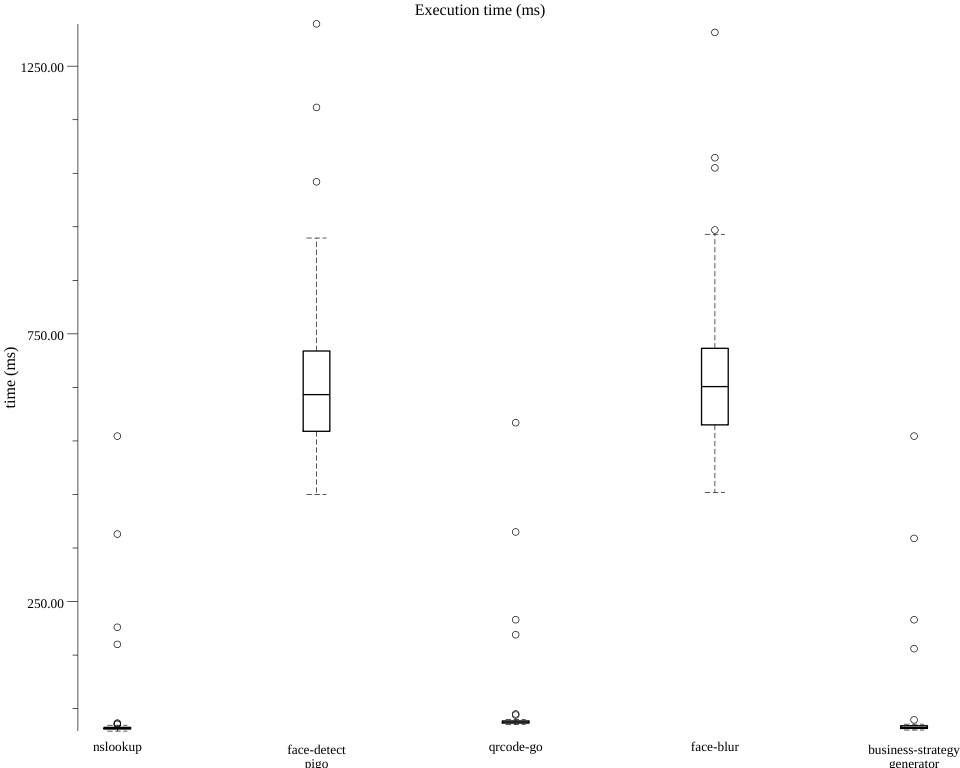 Execution time (ms)
1250.00
750.00
time (ms)
250.00
nslookup
face-detect
pigo
qrcode-go
face-blur
business-strategy
generator